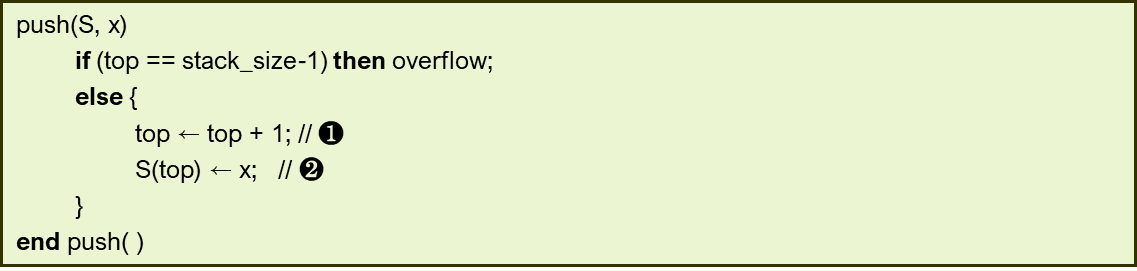 push(S, x)
if (top == stack_size-1) then overflow;
else {
top ← top + 1; // ❶
S(top) ← x; // ❷
}
end push( )